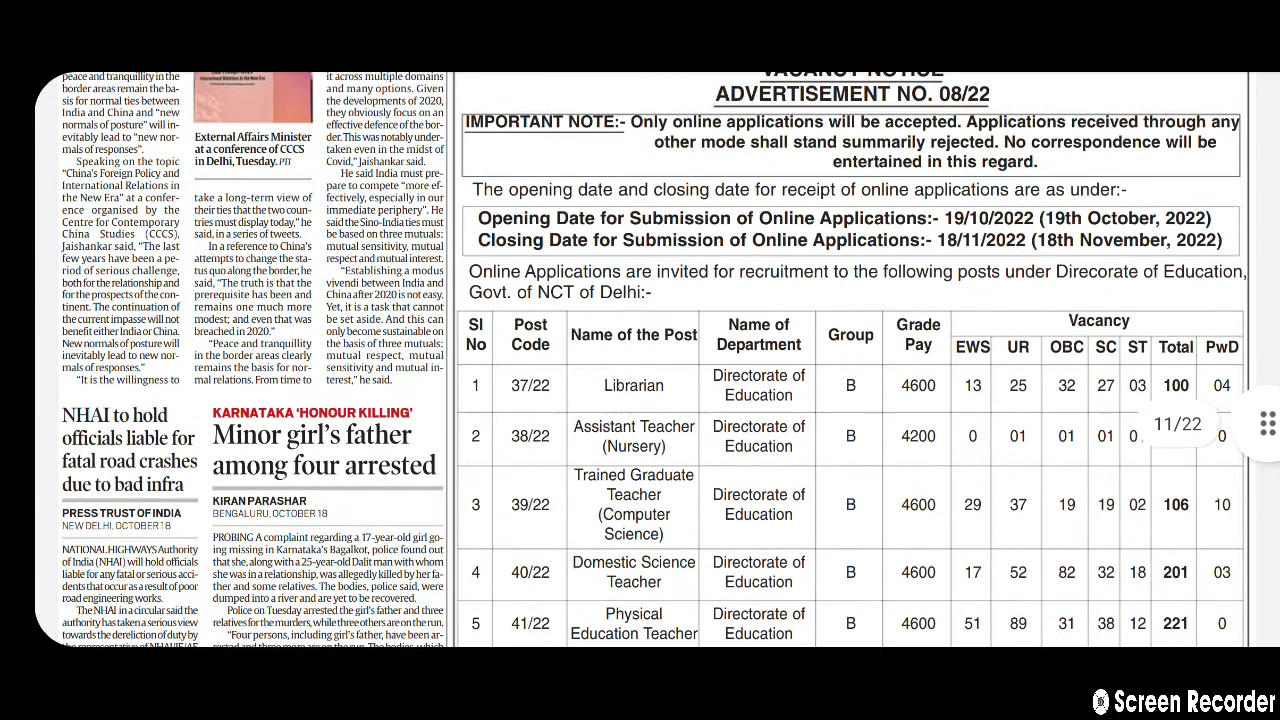 peace and tranquillity in the
border areas remain the ba-
sis for normal ties between
India and China and “new
normals of posture” will in-
evitably lead to “new nor-
mals of responses”.
Speaking on the topic
“China’s Foreign Policy and
International Relations in
the New Era” at a confer-
ence organised by the
Centre for Contemporary
China Studies (CCCS),
Jaishankar said, “The last
few years have been a pe-
riod of serious challenge,
both for the relationship and
for the prospects of the con-
tinent. The continuation of
the current impasse will not
benefit either India or China.
New normals of posture will
inevitably lead to new nor-
mals of responses.”
“It is the willingness to
International Relations in the New Era
External Affairs Minister
at a conference of CCCS
in Delhi, Tuesday. PTI
take a long-term view of
their ties that the two coun-
tries must display today,” he
said, in a series of tweets.
In a reference to China’s
attempts to change the sta-
tus quo along the border, he
said, “The truth is that the
prerequisite has been and
remains one much more
modest; and even that was
breached in 2020.”
“Peace and tranquillity
in the border areas clearly
remains the basis for nor-
mal relations. From time to
it across multiple domains
and many options. Given
the developments of 2020,
they obviously focus on an
effective defence of the bor-
der. This was notably under-
taken even in the midst of
Covid,” Jaishankar said.
He said India must pre-
pare to compete “more ef-
fectively, especially in our
immediate periphery”. He
said the Sino-India ties must
be based on three mutuals:
mutual sensitivity, mutual
respect and mutual interest.
“Establishing a modus
vivendi between India and
China after 2020 is not easy.
Yet, it is a task that cannot
be set aside. And this can
only become sustainable on
the basis of three mutuals:
mutual respect, mutual
sensitivity and mutual in-
terest,” he said.
NHAI to hold
officials liable for
fatal road crashes
due to bad infra
PRESS TRUST OF INDIA
NEW DELHI, OCTOBER 18
NATIONAL HIGHWAYS Authority
of India (NHAI) will hold officials
liable for any fatal or serious acci-
dents that occur as a result of poor
road engineering works.
The NHAI in a circular said the
authority has taken a serious view
towards the dereliction of duty by
KARNATAKA ‘HONOUR KILLING’
Minor girl’s father
among four arrested
KIRAN PARASHAR
BENGALURU, OCTOBER 18
PROBING A complaint regarding a 17-year-old girl go-
ing missing in Karnataka’s Bagalkot, police found out
that she, along with a 25-year-old Dalit man with whom
she was in a relationship, was allegedly killed by her fa-
ther and some relatives. The bodies, police said, were
dumped into a river and are yet to be recovered.
Police on Tuesday arrested the girl’s father and three
relatives for the murders, while three others are on the run.
“Four persons, including girl’s father, have been ar-
VACANCY NOTICE
ADVERTISEMENT NO. 08/22
IMPORTANT NOTE:- Only online applications will be accepted. Applications received through any
other mode shall stand summarily rejected. No correspondence will be
entertained in this regard.
The opening date and closing date for receipt of online applications are as under:-
Opening Date for Submission of Online Applications:- 19/10/2022 (19th October, 2022)
Closing Date for Submission of Online Applications:- 18/11/2022 (18th November, 2022)
Online Applications are invited for recruitment to the following posts under Direcorate of Education,
Govt. of NCT of Delhi:-
Sl No Post Code Name of the Post Name of Department Group Grade Pay Vacancy
EWS UR OBC SC ST Total PwD
1 37/22 Librarian Directorate of Education B 4600 13 25 32 27 03 100 04
2 38/22 Assistant Teacher (Nursery) Directorate of Education B 4200 0 01 01 01
11/22
3 39/22 Trained Graduate Teacher (Computer Science) Directorate of Education B 4600 29 37 19 19 02 106 10
4 40/22 Domestic Science Teacher Directorate of Education B 4600 17 52 82 32 18 201 03
5 41/22 Physical Education Teacher Directorate of Education B 4600 51 89 31 38 12 221 0
Screen Recorder